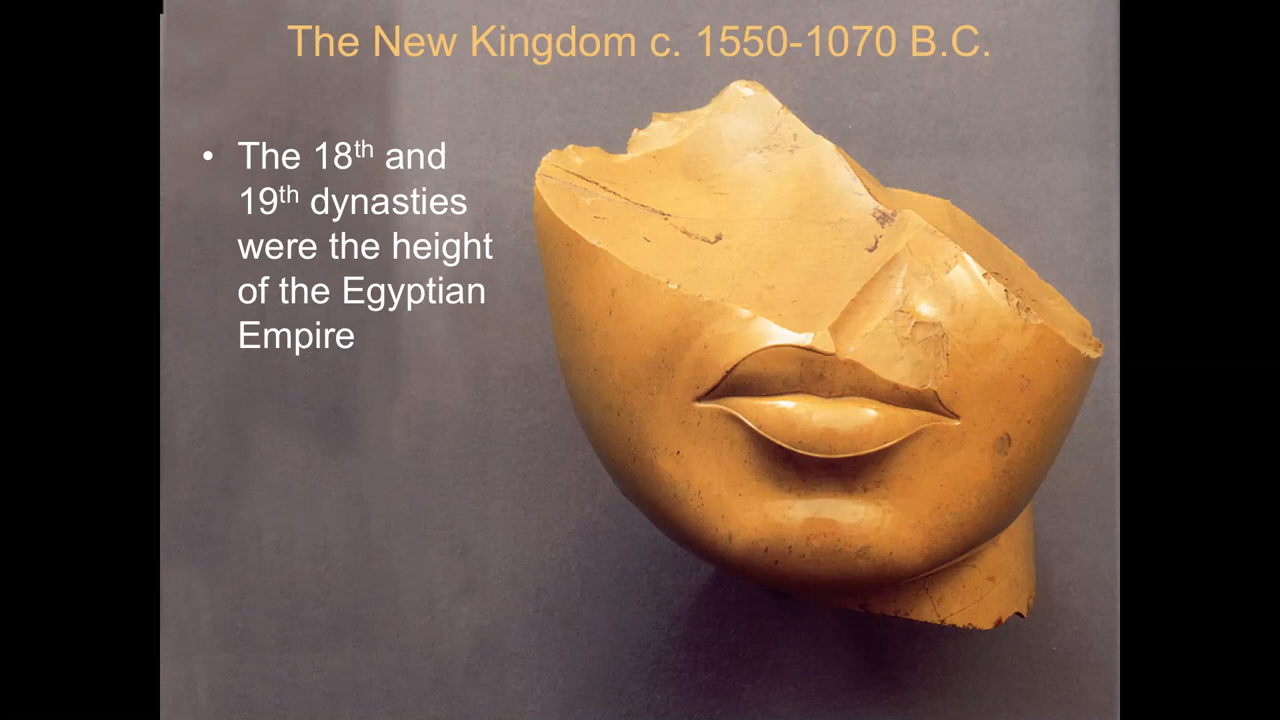 The New Kingdom c. 1550-1070 B.C.
• The 18th and
19th dynasties
were the height
of the Egyptian
Empire